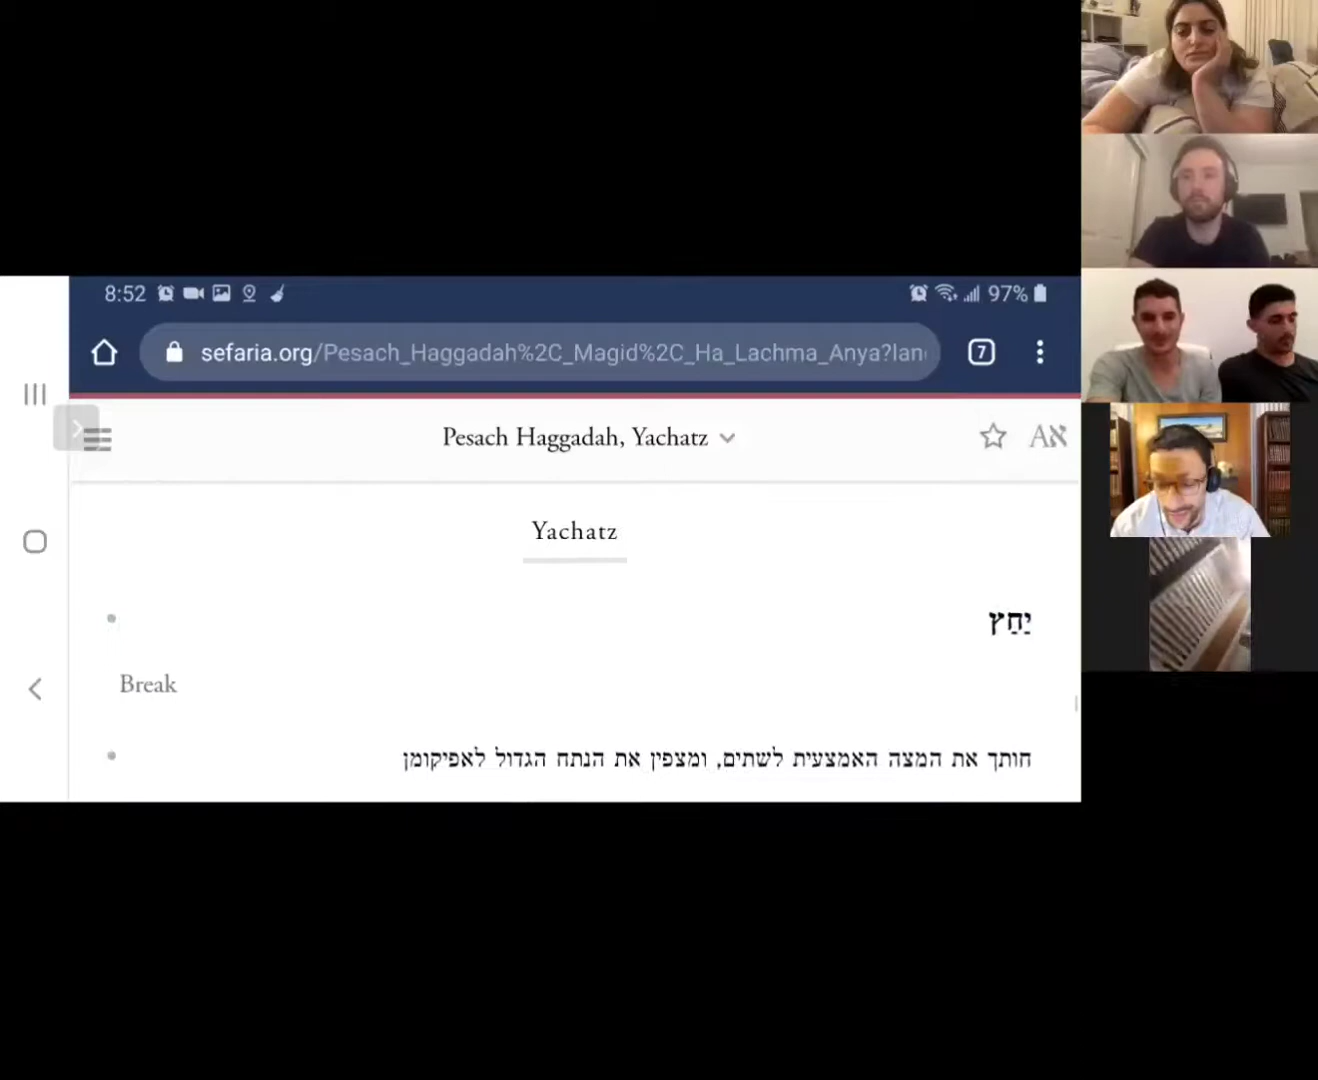 8:52
97%
sefaria.org/Pesach_Haggadah%2C_Magid%2C_Ha_Lachma_Anya?lan
7
Pesach Haggadah, Yachatz
Aא
Yachatz
יַחַץ
Break
חותך את המצה האמצעית לשתים, ומצפין את הנתח הגדול לאפיקומן